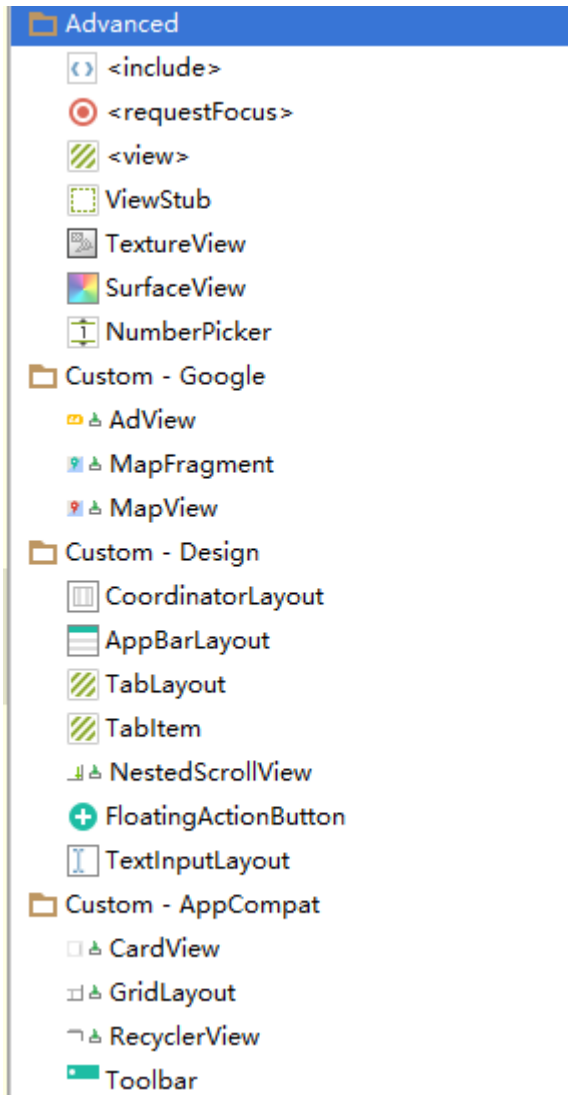 Advanced
<include>
<requestFocus>
<view>
ViewStub
TextureView
SurfaceView
NumberPicker
Custom - Google
AdView
MapFragment
MapView
Custom - Design
CoordinatorLayout
AppBarLayout
TabLayout
TabItem
NestedScrollView
FloatingActionButton
TextInputLayout
Custom - AppCompat
CardView
GridLayout
RecyclerView
Toolbar